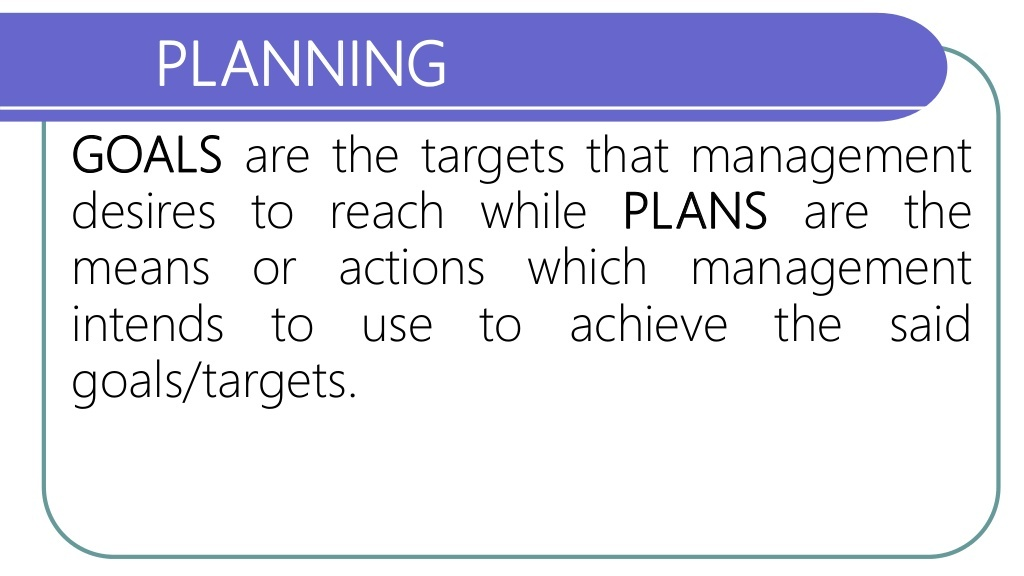 PLANNING
GOALS are the targets that management
desires to reach while PLANS are the
means or actions which management
intends to use to achieve the said
goals/targets.